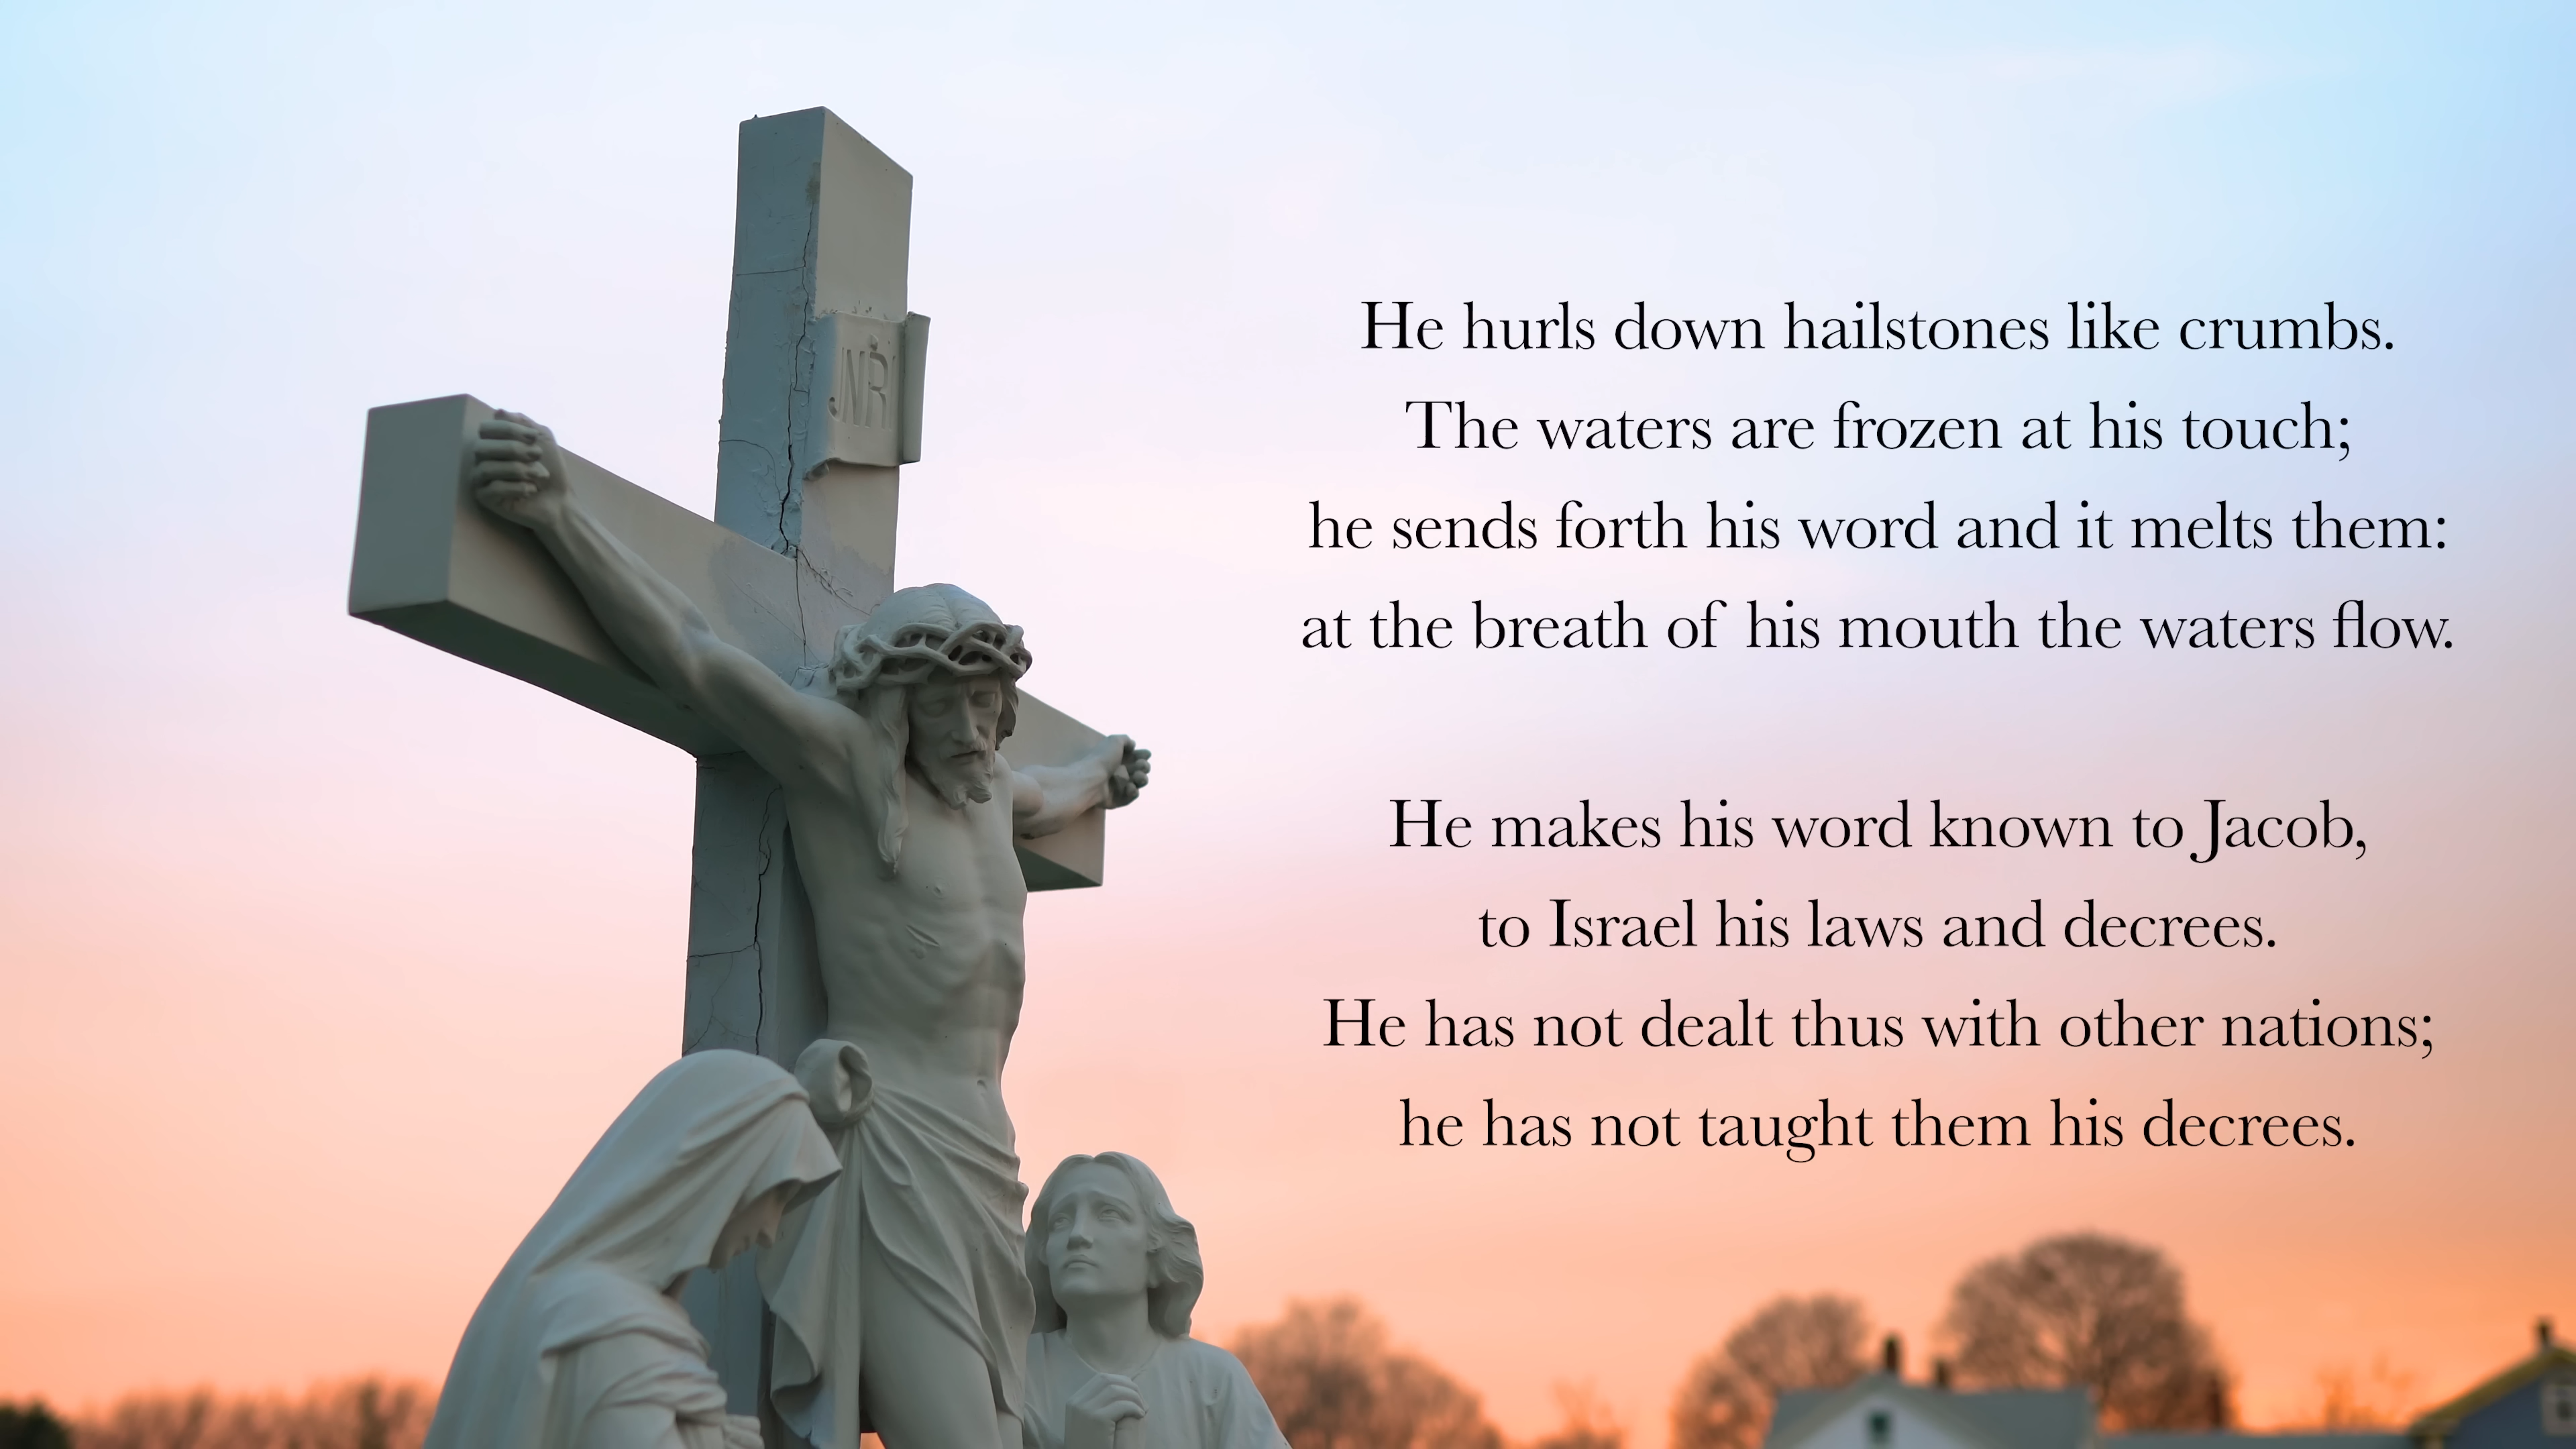 JNRI
He hurls down hailstones like crumbs.
The waters are frozen at his touch;
he sends forth his word and it melts them:
at the breath of his mouth the waters flow.
He makes his word known to Jacob,
to Israel his laws and decrees.
He has not dealt thus with other nations;
he has not taught them his decrees.